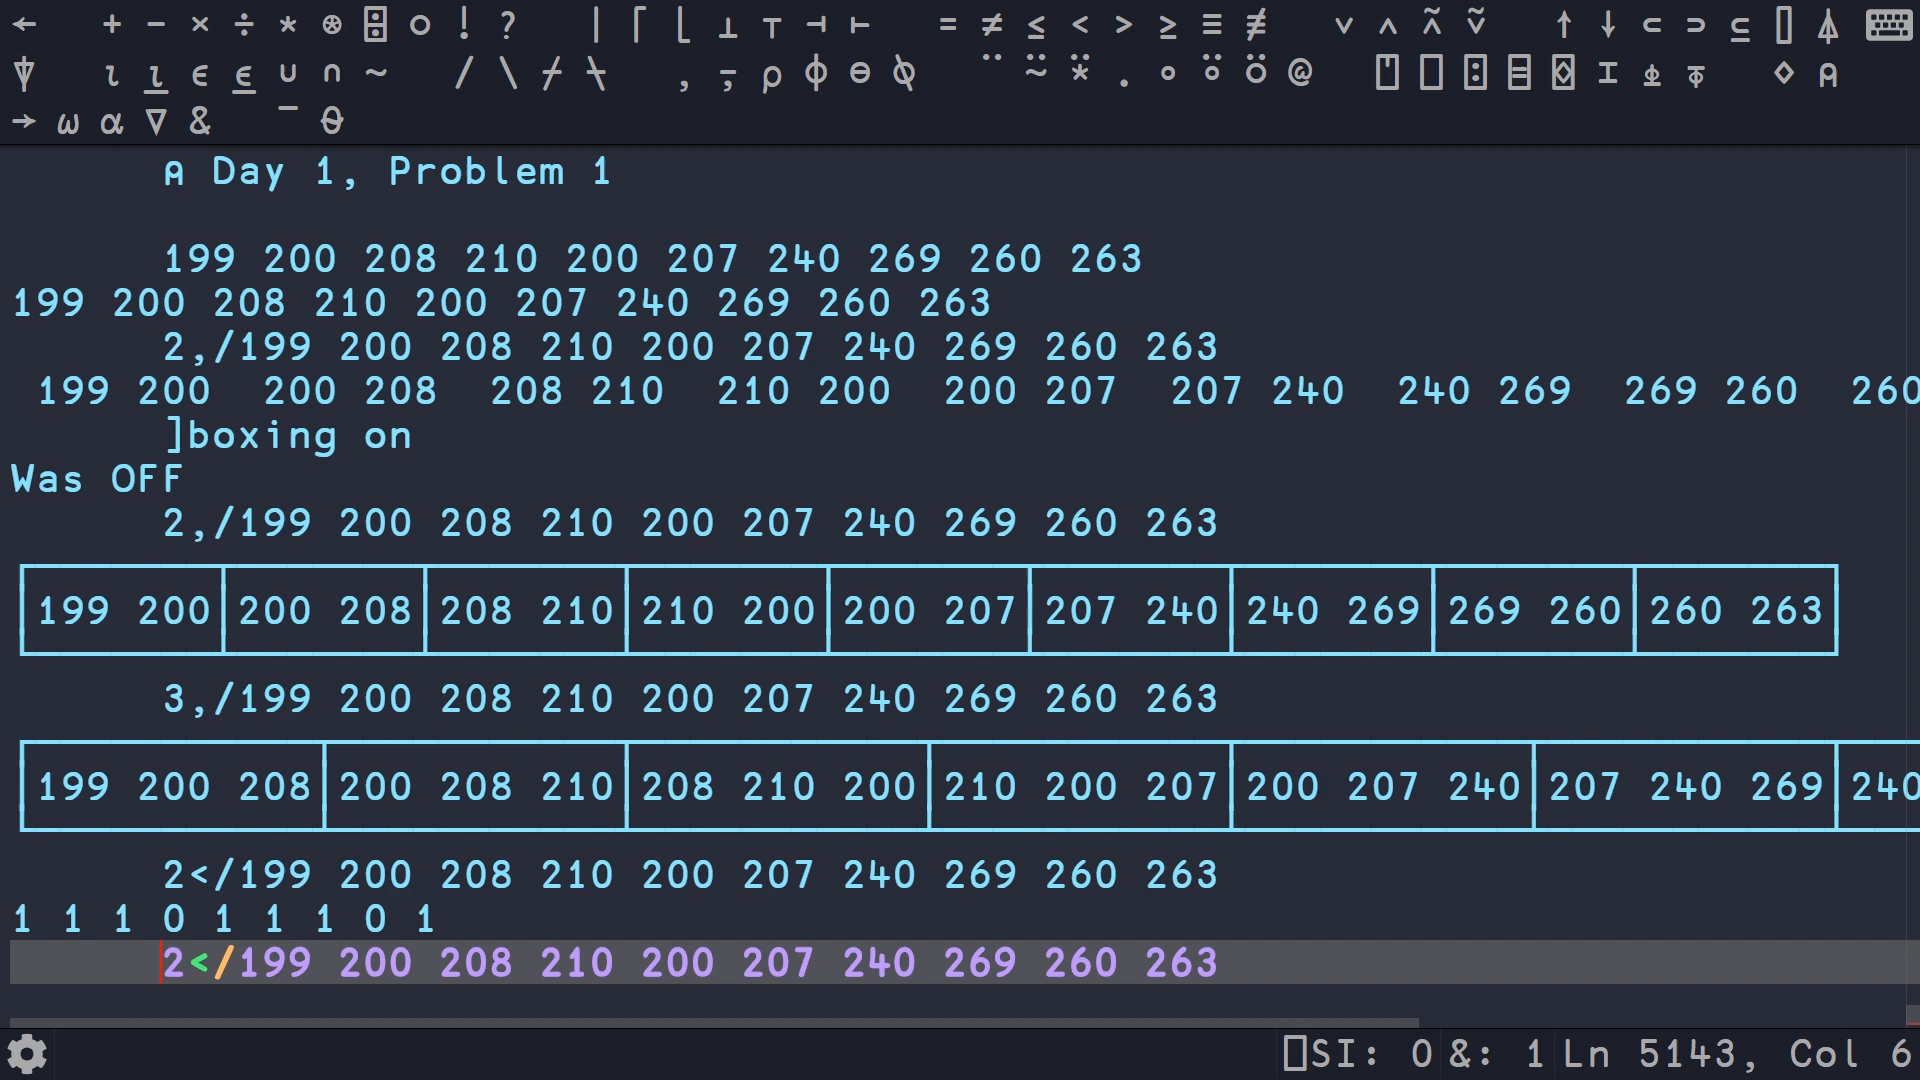 ← + - × ÷ * ⍟ ⌹ ○ ! ? | ⌈ ⌊ ⊥ ⊤ ⊣ ⊢ = ≠ ≤ < > ≥ ≡ ≢ ∨ ∧ ⍲ ⍱ ↑ ↓ ⊂ ⊃ ⊆ ⌷ ⍋
⍒ ⍳ ⍸ ∊ ⍷ ∪ ∩ ~ / \ ⌿ ⍀ , ⍪ ⍴ ⌽ ⊖ ⍉ ¨ ⍨ ⍣ . ∘ ⍤ ⍥ @ ⍞ ⎕ ⍠ ⌸ ⌺ ⌶ ⍎ ⍕ ⋄ ⍝
→ ⍵ ⍺ ∇ & ¯ ⍬
⍝ Day 1, Problem 1
199 200 208 210 200 207 240 269 260 263
199 200 208 210 200 207 240 269 260 263
2,/199 200 208 210 200 207 240 269 260 263
199 200 200 208 208 210 210 200 200 207 207 240 240 269 269 260 260
]boxing on
Was OFF
2,/199 200 208 210 200 207 240 269 260 263
199 200 200 208 208 210 210 200 200 207 207 240 240 269 269 260 260 263
3,/199 200 208 210 200 207 240 269 260 263
199 200 208 200 208 210 208 210 200 210 200 207 200 207 240 207 240 269 240
2</199 200 208 210 200 207 240 269 260 263
1 1 1 0 1 1 1 0 1
2</199 200 208 210 200 207 240 269 260 263
⎕SI: 0 &: 1 Ln 5143, Col 6